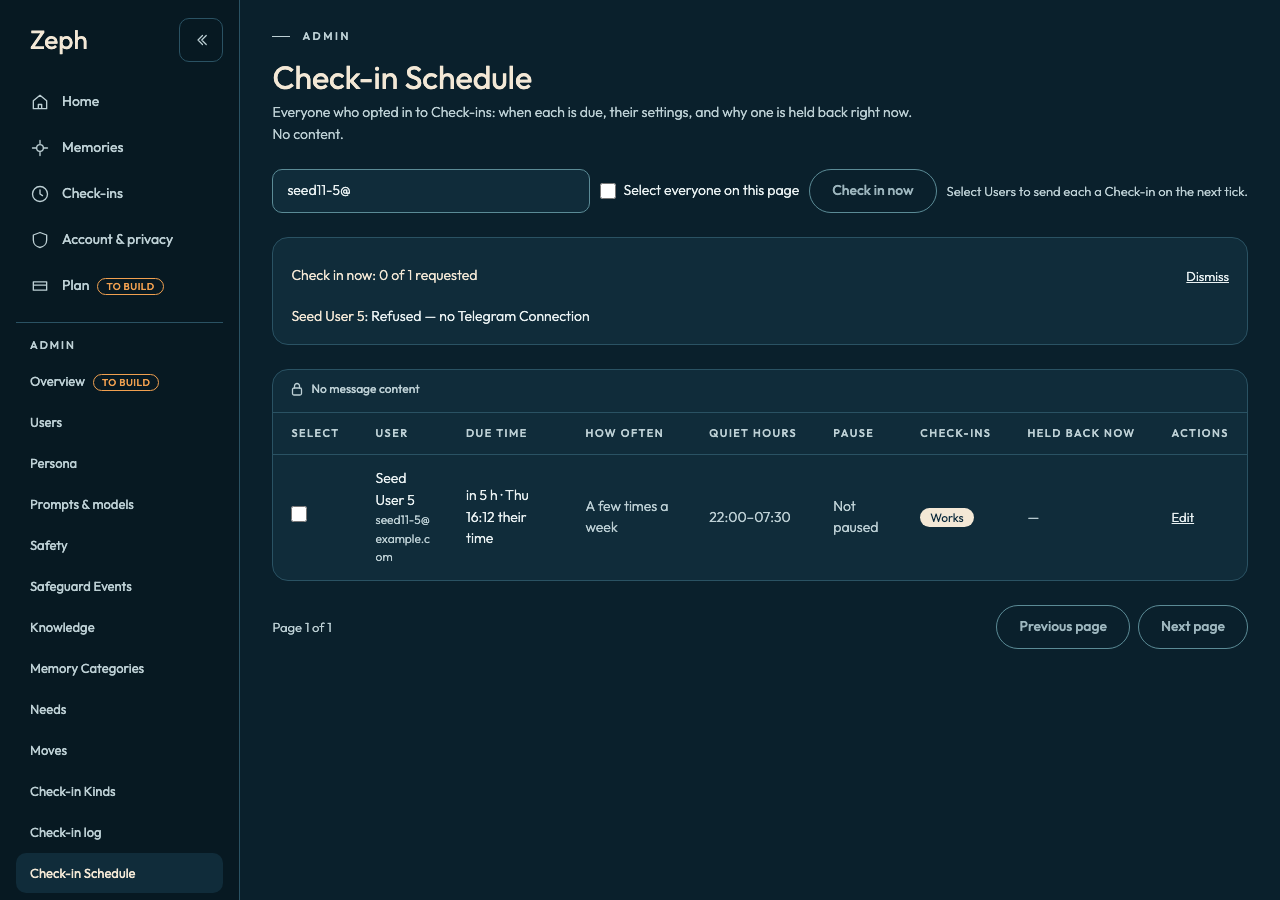 Zeph
Home
Memories
Check-ins
Account & privacy
Plan TO BUILD
ADMIN
Overview TO BUILD
Users
Persona
Prompts & models
Safety
Safeguard Events
Knowledge
Memory Categories
Needs
Moves
Check-in Kinds
Check-in log
Check-in Schedule
ADMIN
Check-in Schedule
Everyone who opted in to Check-ins: when each is due, their settings, and why one is held back right now.
No content.
seed11-5@
Select everyone on this page
Check in now
Select Users to send each a Check-in on the next tick.
Check in now: 0 of 1 requested
Dismiss
Seed User 5: Refused — no Telegram Connection
No message content
SELECT USER DUE TIME HOW OFTEN QUIET HOURS PAUSE CHECK-INS HELD BACK NOW ACTIONS
Seed
User 5
seed11-5@
example.c
om
in 5 h · Thu
16:12 their
time
A few times a
week
22:00–07:30
Not
paused
Works
—
Edit
Page 1 of 1
Previous page
Next page